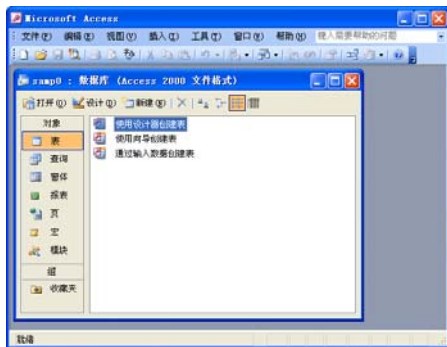 Microsoft Access
文件(F) 编辑(E) 视图(V) 插入(I) 工具(T) 窗口(W) 帮助(H) 键入需要帮助的问题
samp0 : 数据库 (Access 2000 文件格式)
打开(O) 设计(D) 新建(N)
对象
表
查询
窗体
报表
页
宏
模块
组
收藏夹
使用设计器创建表
使用向导创建表
通过输入数据创建表
就绪